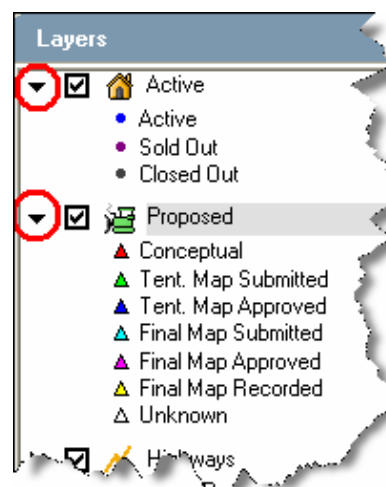 Layers
Active
Active
Sold Out
Closed Out
Proposed
Conceptual
Tent. Map Submitted
Tent. Map Approved
Final Map Submitted
Final Map Approved
Final Map Recorded
Unknown
Highways